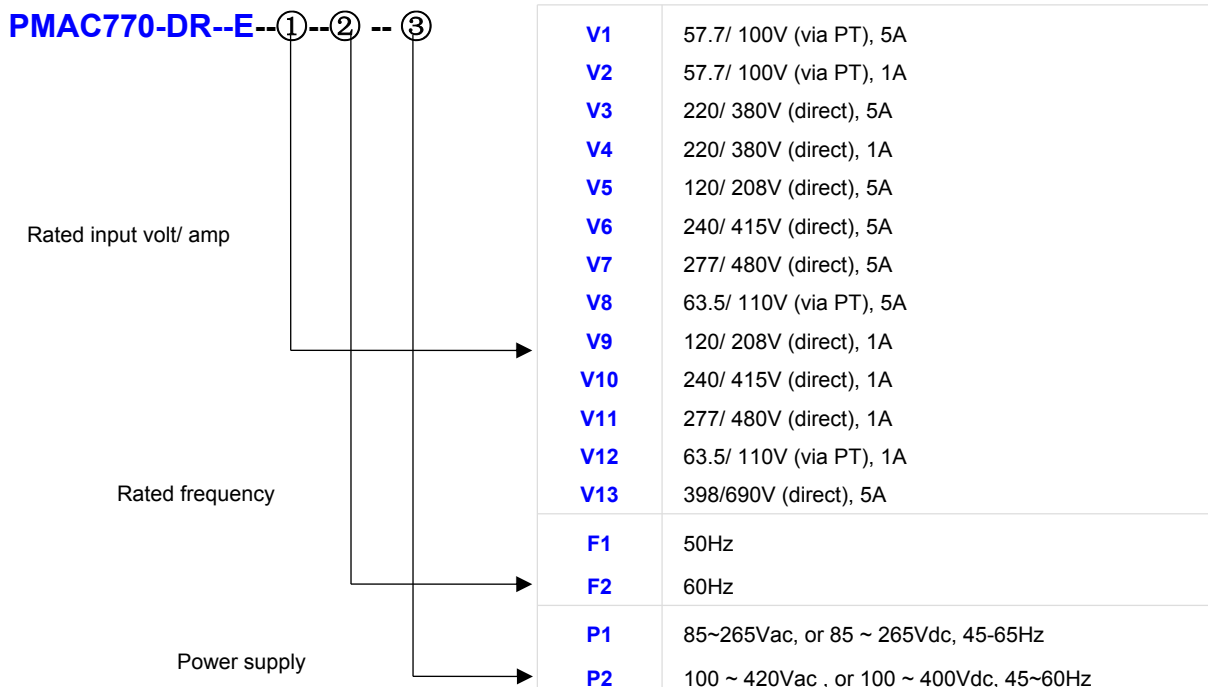 PMAC770-DR--E--①--② -- ③
V1 57.7/ 100V (via PT), 5A
V2 57.7/ 100V (via PT), 1A
V3 220/ 380V (direct), 5A
V4 220/ 380V (direct), 1A
V5 120/ 208V (direct), 5A
Rated input volt/ amp
V6 240/ 415V (direct), 5A
V7 277/ 480V (direct), 5A
V8 63.5/ 110V (via PT), 5A
V9 120/ 208V (direct), 1A
V10 240/ 415V (direct), 1A
V11 277/ 480V (direct), 1A
V12 63.5/ 110V (via PT), 1A
Rated frequency
V13 398/690V (direct), 5A
F1 50Hz
F2 60Hz
P1 85~265Vac, or 85 ~ 265Vdc, 45-65Hz
Power supply
P2 100 ~ 420Vac , or 100 ~ 400Vdc, 45~60Hz